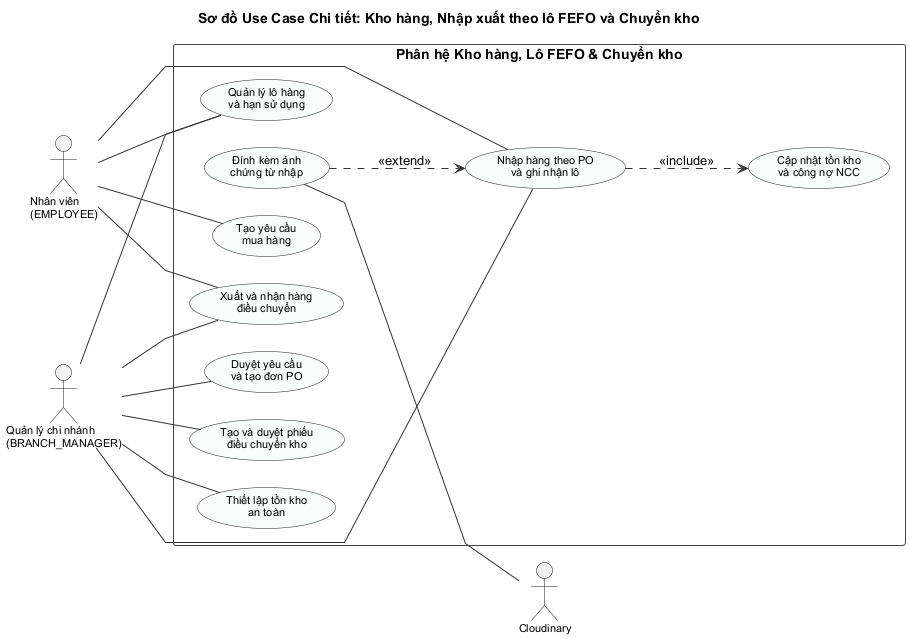 Sơ đồ Use Case Chi tiết: Kho hàng, Nhập xuất theo lô FEFO và Chuyển kho
Phân hệ Kho hàng, Lô FEFO & Chuyển kho
Quản lý lô hàng
và hạn sử dụng
Đính kèm ảnh
chứng từ nhập
«extend»
Nhập hàng theo PO
và ghi nhận lô
«include»
Cập nhật tồn kho
và công nợ NCC
Nhân viên
(EMPLOYEE)
Tạo yêu cầu
mua hàng
Xuất và nhận hàng
điều chuyển
Duyệt yêu cầu
và tạo đơn PO
Quản lý chi nhánh
(BRANCH_MANAGER)
Tạo và duyệt phiếu
điều chuyển kho
Thiết lập tồn kho
an toàn
Cloudinary